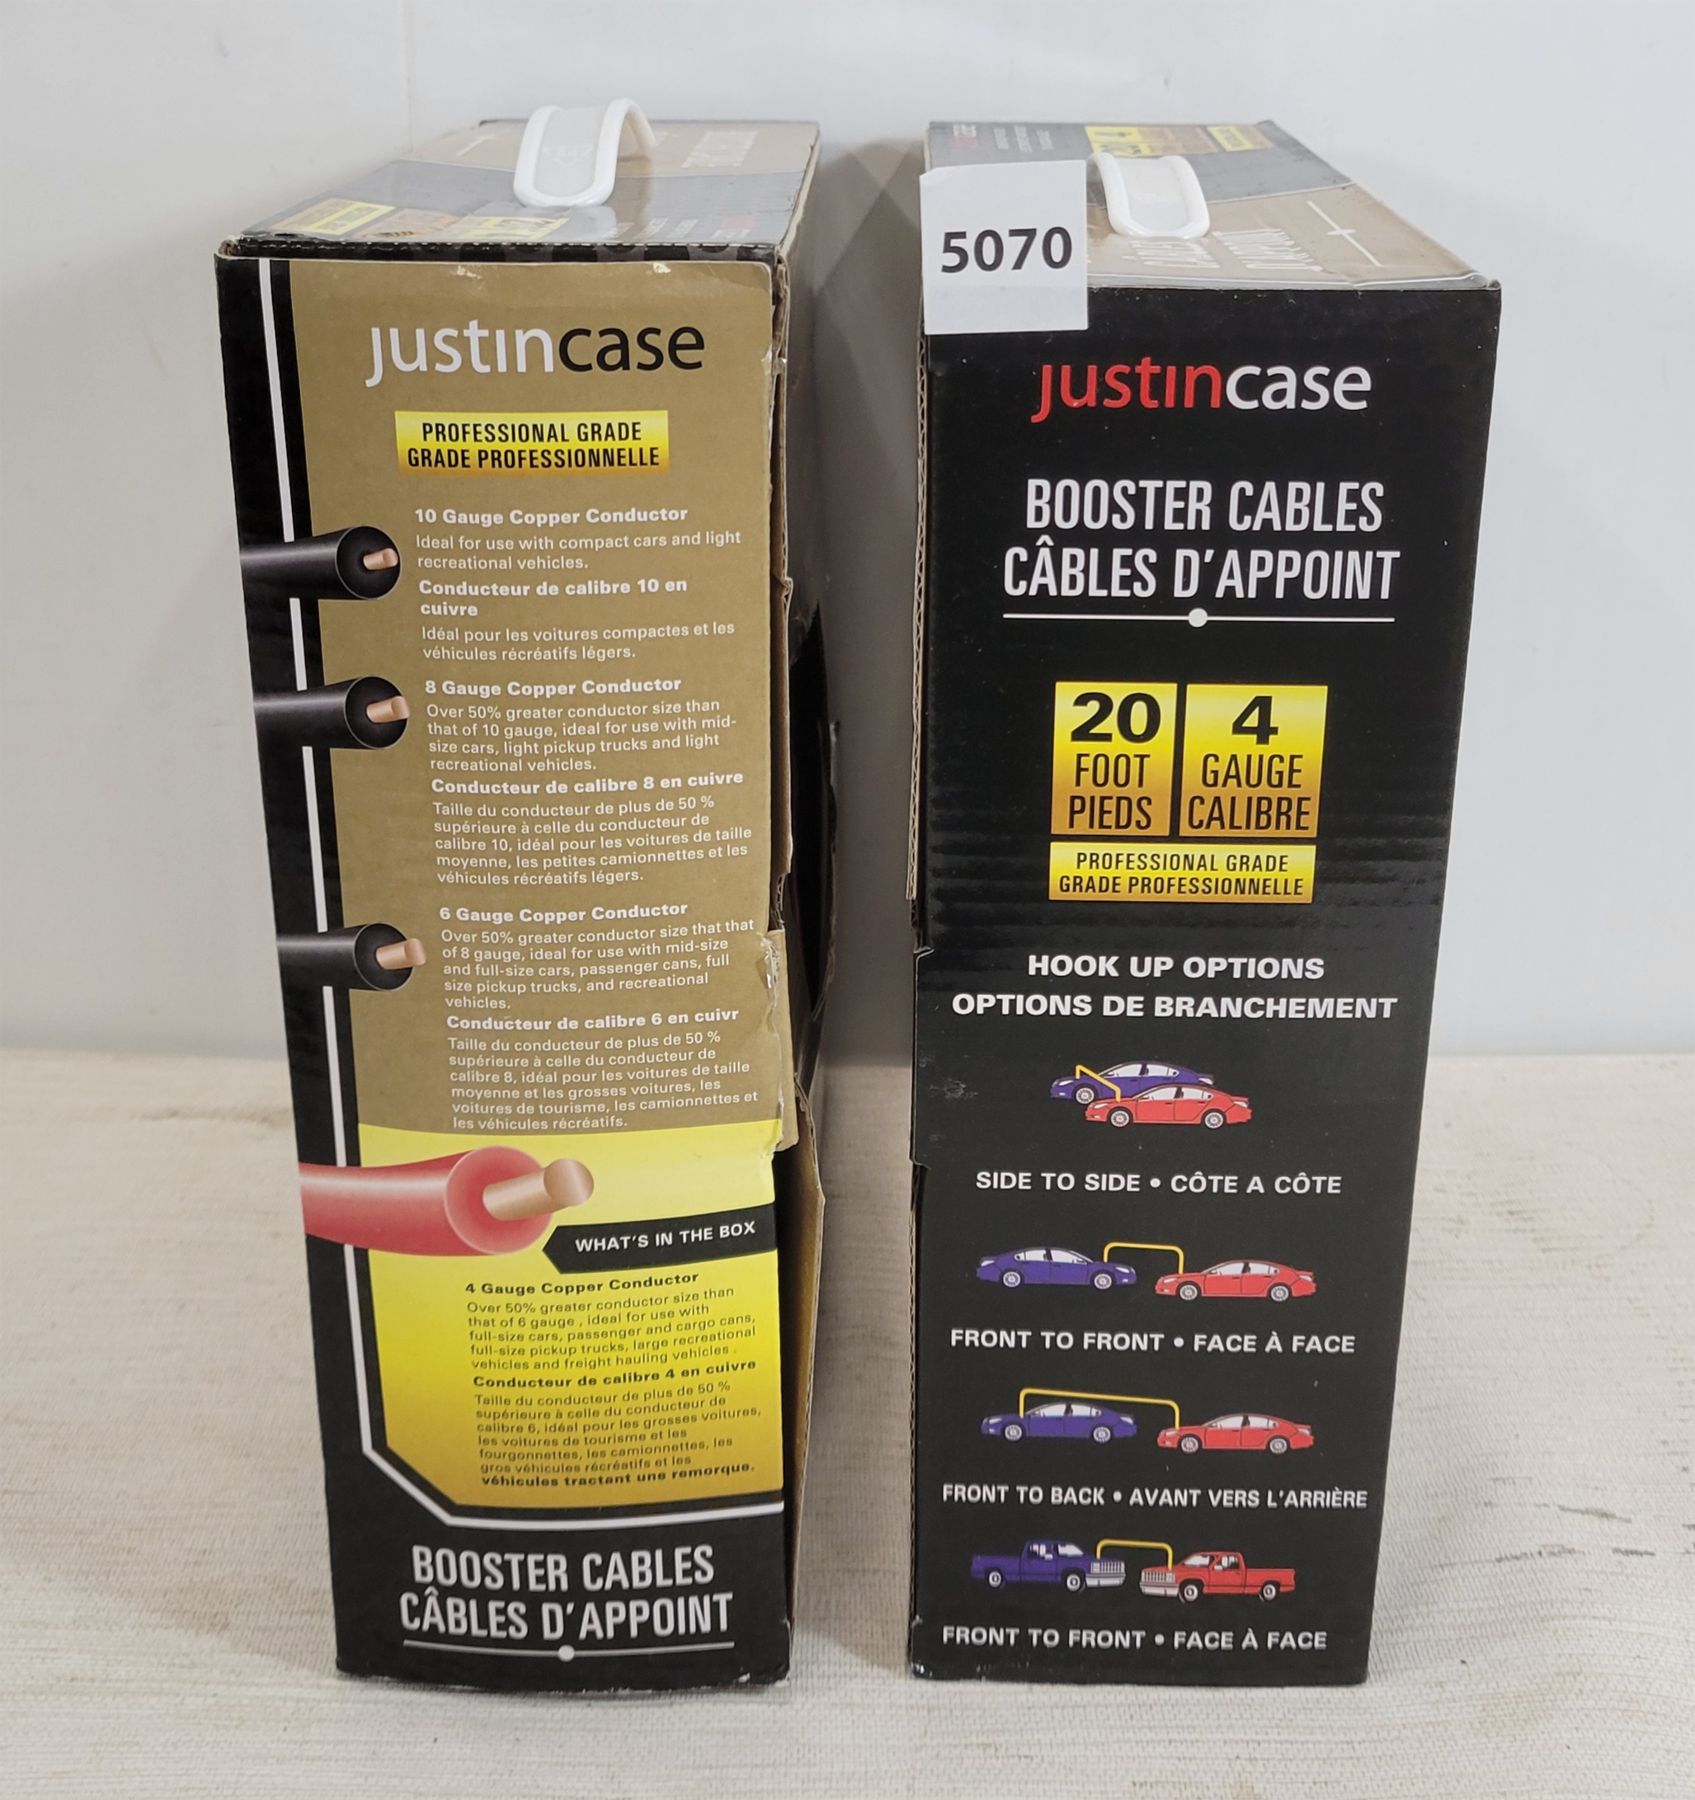 justincase
PROFESSIONAL GRADE
GRADE PROFESSIONNELLE
10 Gauge Copper Conductor
Ideal for use with compact cars and light
recreational vehicles.
Conducteur de calibre 10 en
cuivre
Idéal pour les voitures compactes et les
véhicules récréatifs légers.
8 Gauge Copper Conductor
Over 50% greater conductor size than
that of 10 gauge, ideal for use with mid-
size cars, light pickup trucks and light
recreational vehicles.
Conducteur de calibre 8 en cuivre
Taille du conducteur de plus de 50 %
supérieure à celle du conducteur de
calibre 10, idéal pour les voitures de taille
moyenne, les petites camionnettes et les
véhicules récréatifs légers.
6 Gauge Copper Conductor
Over 50% greater conductor size that that
of 8 gauge, ideal for use with mid-size
and full-size cars, passenger cans, full
size pickup trucks, and recreational
vehicles.
Conducteur de calibre 6 en cuivr
Taille du conducteur de plus de 50 %
supérieure à celle du conducteur de
calibre 8, idéal pour les voitures de taille
moyenne et les grosses voitures, les
voitures de tourisme, les camionnettes et
les véhicules récréatifs.
WHAT'S IN THE BOX
4 Gauge Copper Conductor
Over 50% greater conductor size than
that of 6 gauge , ideal for use with
full-size cars, passenger and cargo cans,
full-size pickup trucks, large recreational
vehicles and freight hauling vehicles .
Conducteur de calibre 4 en cuivre
Taille du conducteur de plus de 50 %
supérieure à celle du conducteur de
calibre 6, idéal pour les grosses voitures,
les voitures de tourisme et les
fourgonnettes, les camionnettes, les
gros véhicules récréatifs et les
véhicules tractant une remorque.
BOOSTER CABLES
CÂBLES D'APPOINT
5070
justincase
BOOSTER CABLES
CÂBLES D'APPOINT
20 FOOT PIEDS
4 GAUGE CALIBRE
PROFESSIONAL GRADE
GRADE PROFESSIONNELLE
HOOK UP OPTIONS
OPTIONS DE BRANCHEMENT
SIDE TO SIDE • CÔTE A CÔTE
FRONT TO FRONT • FACE À FACE
FRONT TO BACK • AVANT VERS L'ARRIÈRE
FRONT TO FRONT • FACE À FACE